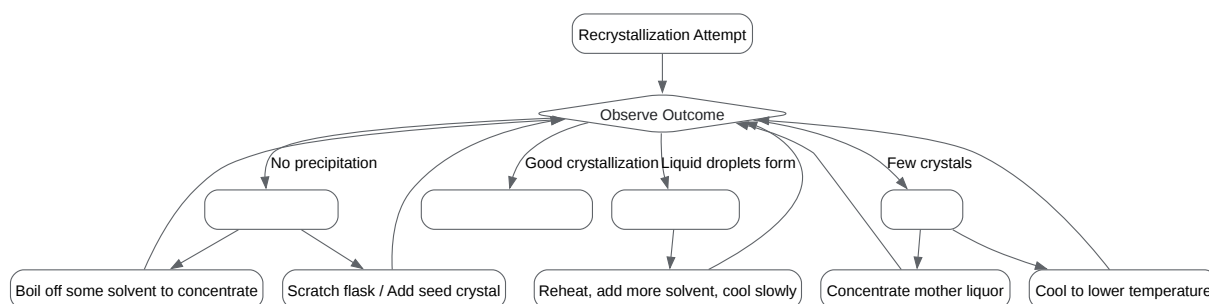 Recrystallization Attempt
Observe Outcome
No precipitation
Good crystallization
Liquid droplets form
Few crystals
Boil off some solvent to concentrate
Scratch flask / Add seed crystal
Reheat, add more solvent, cool slowly
Concentrate mother liquor
Cool to lower temperature